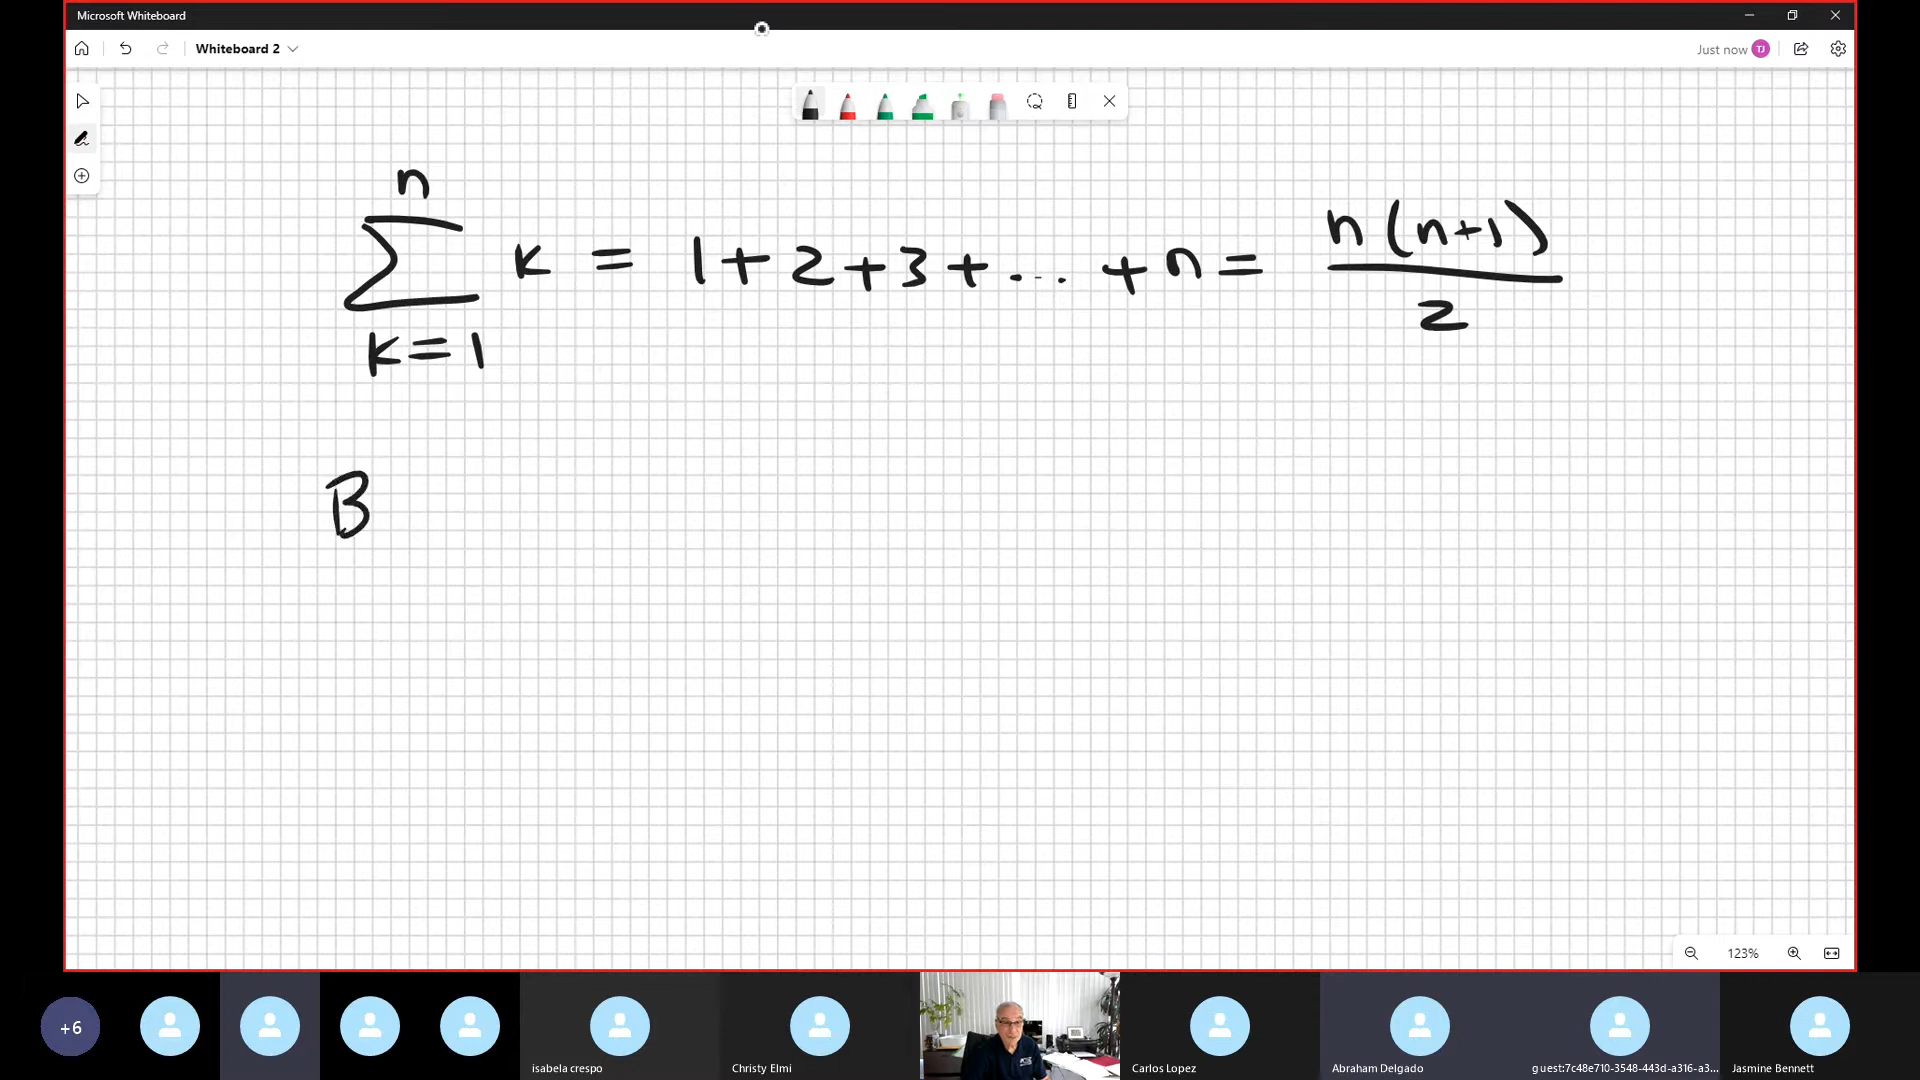 Microsoft Whiteboard
Whiteboard 2
Just now TJ
n
∑ k = 1 + 2 + 3 + ... + n = n(n+1)
2
k = 1
B
123%
+6
isabela crespo
Christy Elmi
Carlos Lopez
Abraham Delgado
guest:7c48e710-3548-443d-a316-a3...
Jasmine Bennett